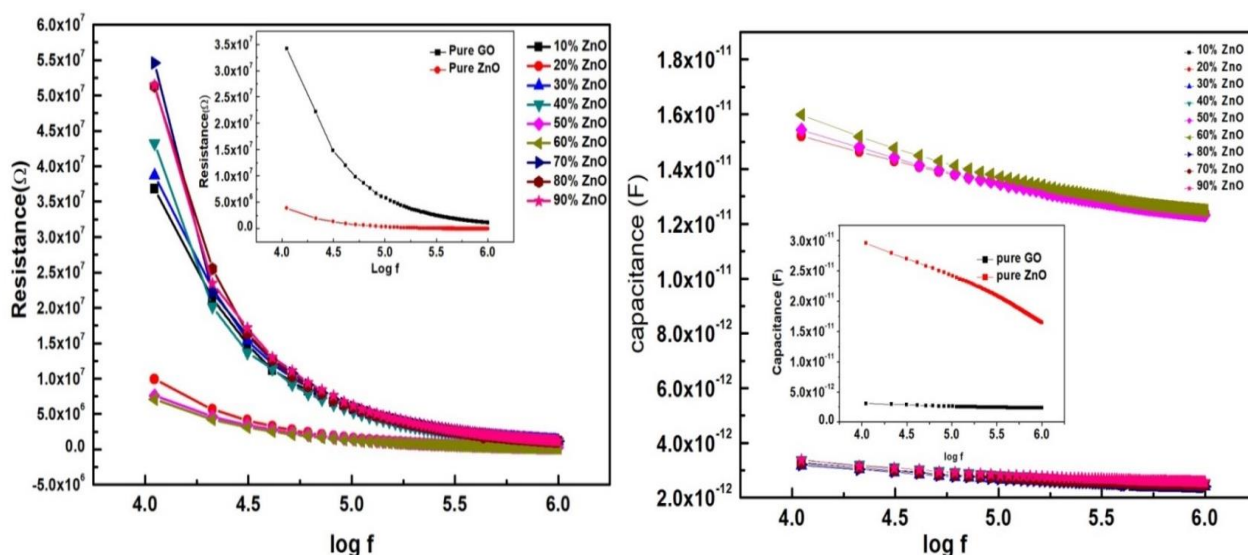 6.0x10⁷
5.5x10⁷
5.0x10⁷
4.5x10⁷
4.0x10⁷
3.5x10⁷
3.0x10⁷
2.5x10⁷
2.0x10⁷
1.5x10⁷
1.0x10⁷
5.0x10⁶
0.0
-5.0x10⁶
Resistance(Ω)
4.0 4.5 5.0 5.5 6.0
log f
10% ZnO
20% ZnO
30% ZnO
40% ZnO
50% ZnO
60% ZnO
70% ZnO
80% ZnO
90% ZnO
3.5x10⁷
3.0x10⁷
2.5x10⁷
2.0x10⁷
1.5x10⁷
1.0x10⁷
5.0x10⁶
0.0
Resistance(Ω)
Pure GO
Pure ZnO
4.0 4.5 5.0 5.5 6.0
Log f
1.8x10⁻¹¹
1.6x10⁻¹¹
1.4x10⁻¹¹
1.2x10⁻¹¹
1.0x10⁻¹¹
8.0x10⁻¹²
6.0x10⁻¹²
4.0x10⁻¹²
2.0x10⁻¹²
capacitance (F)
4.0 4.5 5.0 5.5 6.0
log f
10% ZnO
20% Zno
30% ZnO
40% ZnO
50% ZnO
60% ZnO
80% ZnO
70% ZnO
90% ZnO
3.0x10⁻¹¹
2.5x10⁻¹¹
2.0x10⁻¹¹
1.5x10⁻¹¹
1.0x10⁻¹¹
5.0x10⁻¹²
0.0
Capacitance (F)
pure GO
pure ZnO
4.0 4.5 5.0 5.5 6.0
log f